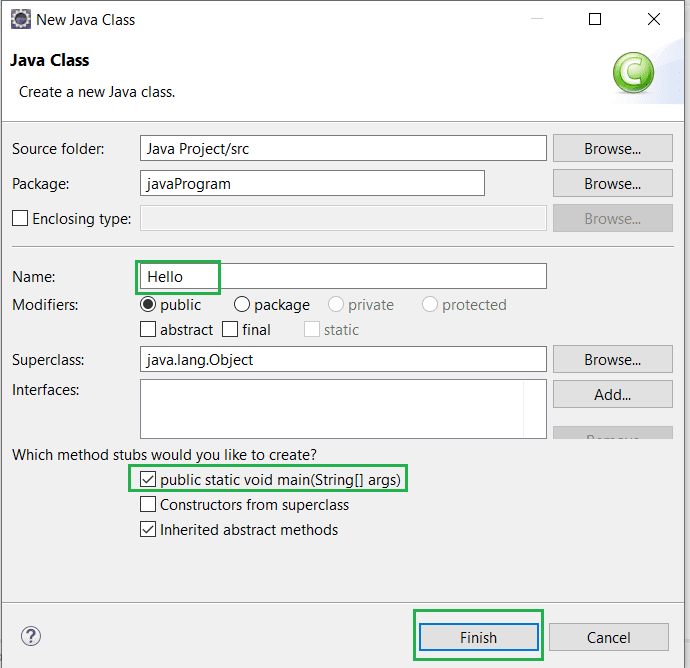 New Java Class
Java Class
Create a new Java class.
C
Source folder: Java Project/src Browse...
Package: javaProgram Browse...
Enclosing type: Browse...
Name: Hello
Modifiers: public package private protected
abstract final static
Superclass: java.lang.Object Browse...
Interfaces: Add...
Remove
Which method stubs would you like to create?
public static void main(String[] args)
Constructors from superclass
Inherited abstract methods
? Finish Cancel